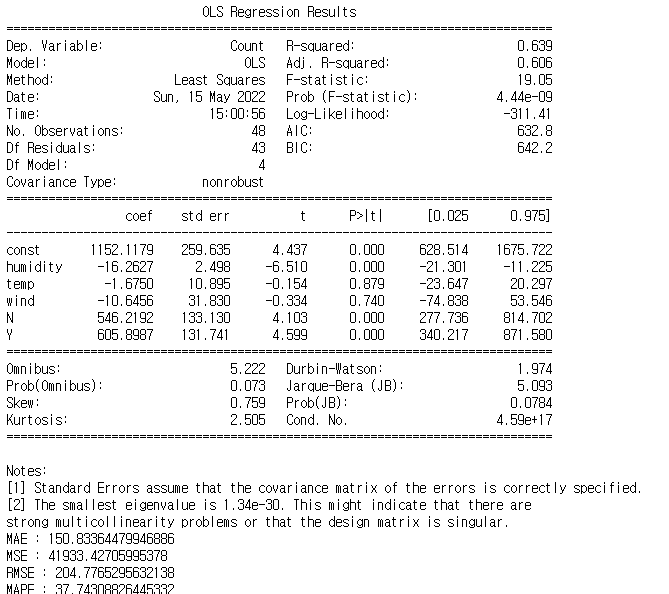 OLS Regression Results
==============================================================================
Dep. Variable: Count R-squared: 0.639
Model: OLS Adj. R-squared: 0.606
Method: Least Squares F-statistic: 19.05
Date: Sun, 15 May 2022 Prob (F-statistic): 4.44e-09
Time: 15:00:56 Log-Likelihood: -311.41
No. Observations: 48 AIC: 632.8
Df Residuals: 43 BIC: 642.2
Df Model: 4
Covariance Type: nonrobust
==============================================================================
coef std err t P>|t| [0.025 0.975]
------------------------------------------------------------------------------
const 1152.1179 259.635 4.437 0.000 628.514 1675.722
humidity -16.2627 2.498 -6.510 0.000 -21.301 -11.225
temp -1.6750 10.895 -0.154 0.879 -23.647 20.297
wind -10.6456 31.830 -0.334 0.740 -74.838 53.546
N 546.2192 133.130 4.103 0.000 277.736 814.702
Y 605.8987 131.741 4.599 0.000 340.217 871.580
==============================================================================
Omnibus: 5.222 Durbin-Watson: 1.974
Prob(Omnibus): 0.073 Jarque-Bera (JB): 5.093
Skew: 0.759 Prob(JB): 0.0784
Kurtosis: 2.505 Cond. No. 4.59e+17
==============================================================================
Notes:
[1] Standard Errors assume that the covariance matrix of the errors is correctly specified.
[2] The smallest eigenvalue is 1.34e-30. This might indicate that there are
strong multicollinearity problems or that the design matrix is singular.
MAE : 150.83364479946886
MSE : 41933.42705995378
RMSE : 204.7765295632138
MAPE : 37.74308826445332